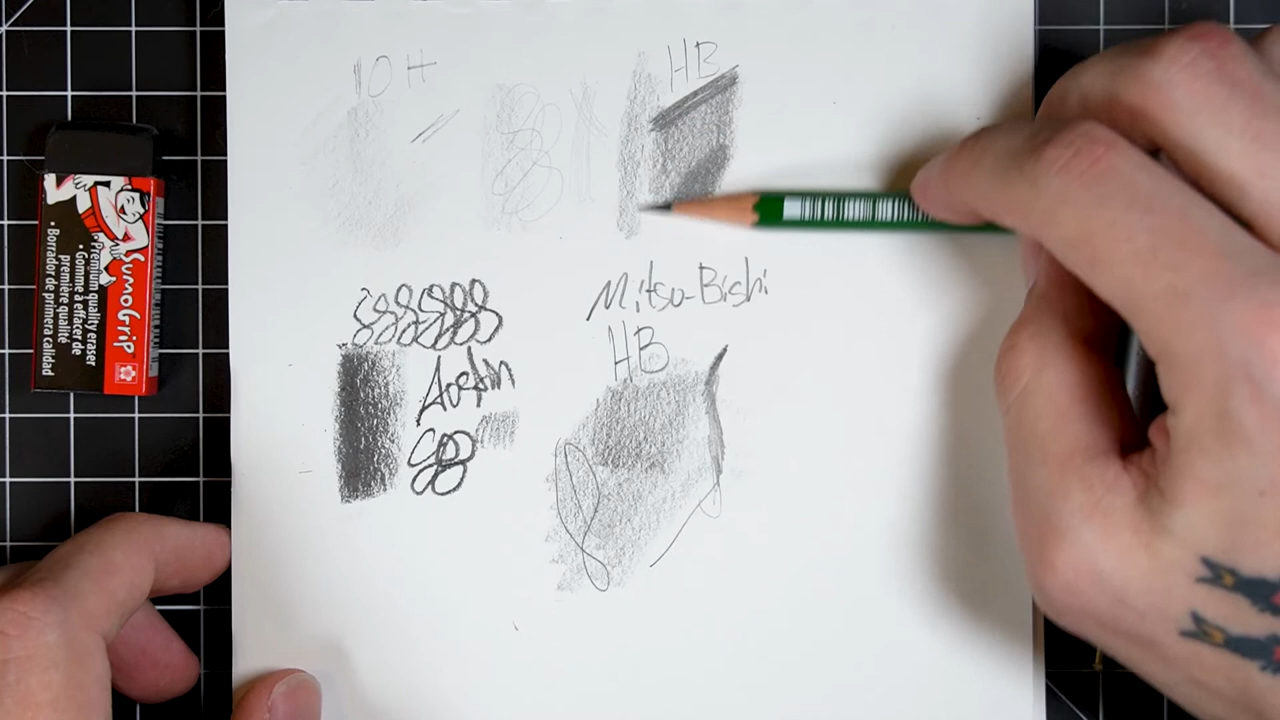 10H
HB
Mitsu-Bishi
HB
Austin
SumoGrip
• Premium quality eraser
• Gomme à effacer de
première qualité
• Borrador de primera calidad